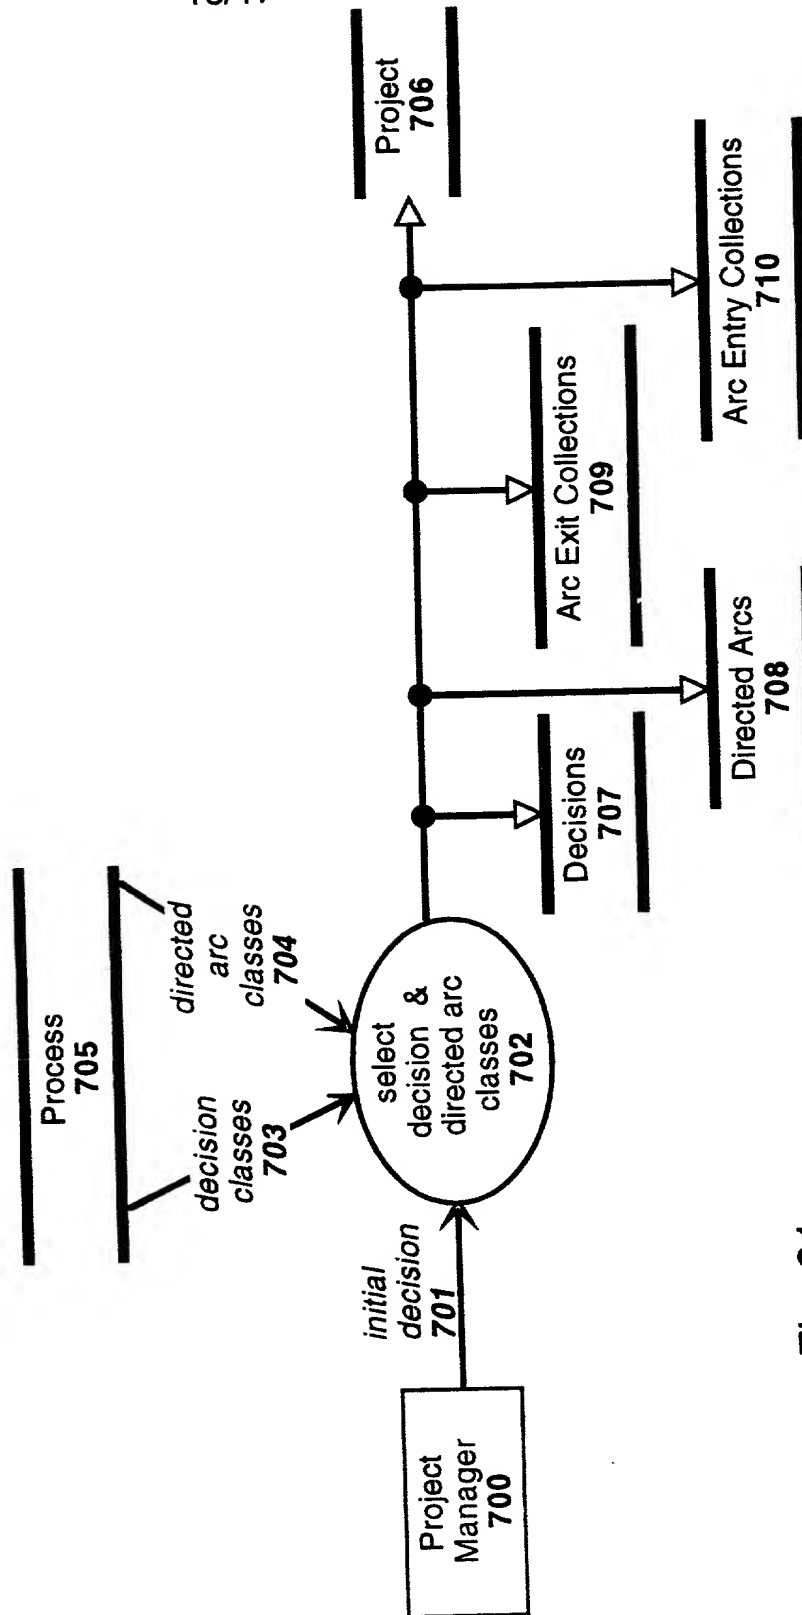 Process
705
directed
arc
classes
704
decision
classes
703
Project
706
initial
decision
701
select
decision &
directed arc
classes
702
Project
Manager
700
Decisions
707
Arc Exit Collections
709
Directed Arcs
708
Arc Entry Collections
710